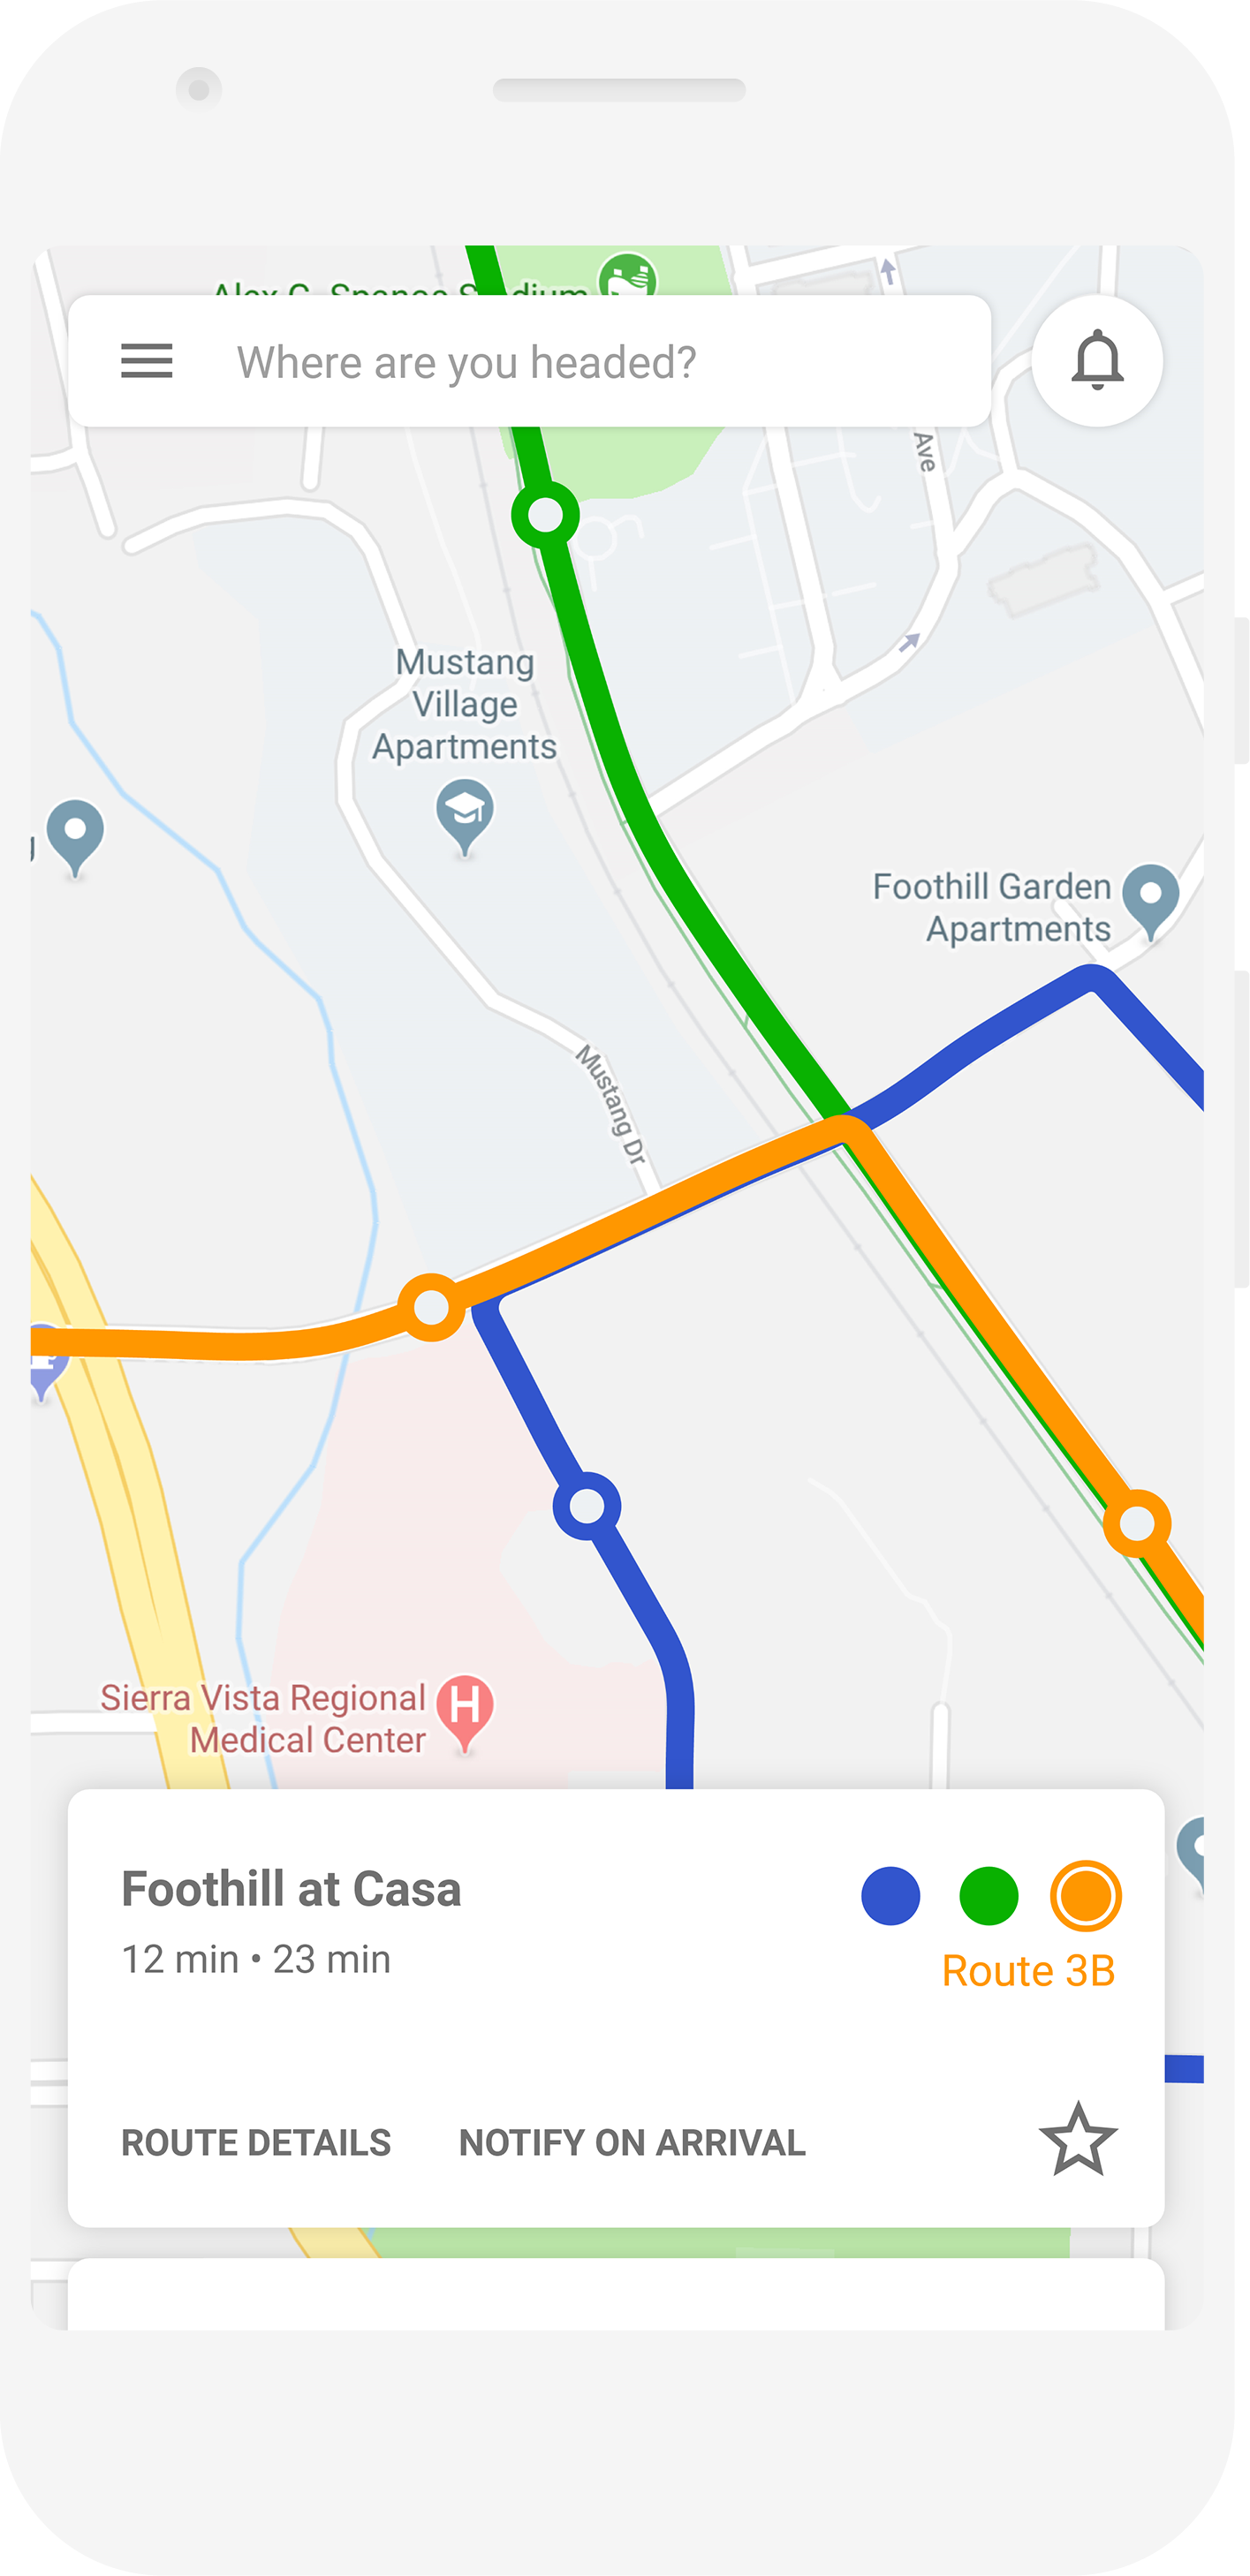 Where are you headed?
Ave
Mustang
Village
Apartments
Foothill Garden
Apartments
Mustang Dr
Sierra Vista Regional
Medical Center
H
Foothill at Casa
12 min • 23 min
Route 3B
ROUTE DETAILS
NOTIFY ON ARRIVAL